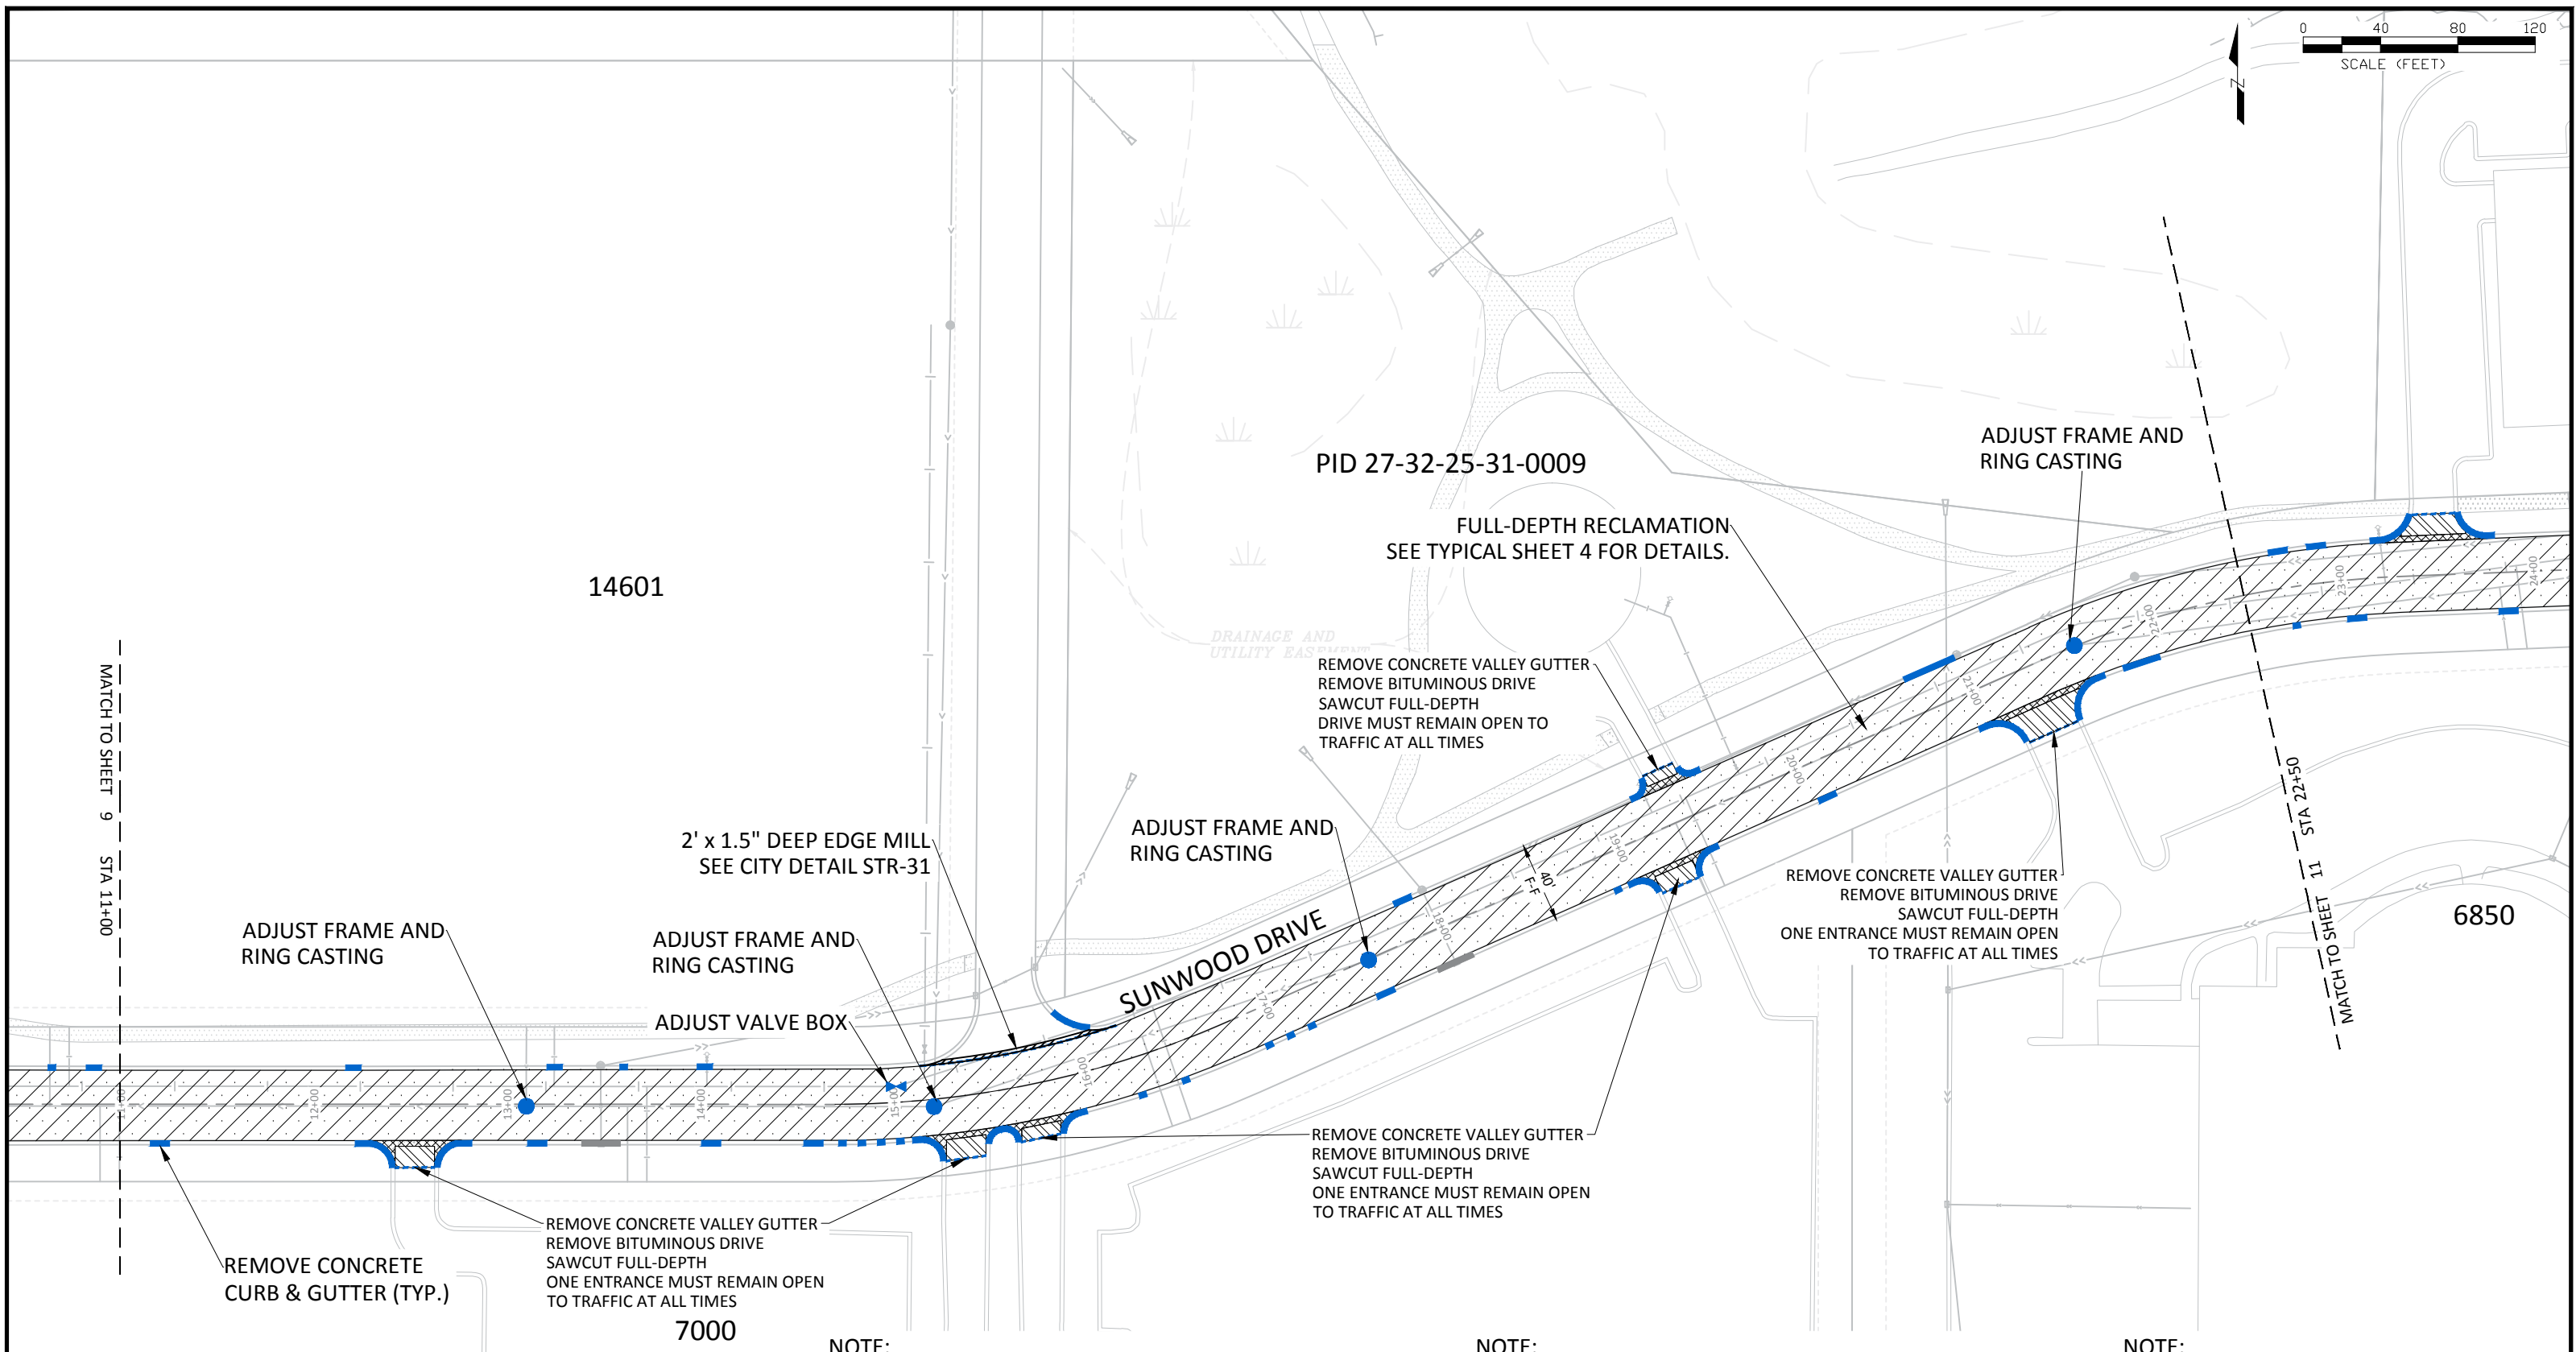 0 40 80 120
SCALE (FEET)
N
ADJUST FRAME AND
RING CASTING
PID 27-32-25-31-0009
FULL-DEPTH RECLAMATION
SEE TYPICAL SHEET 4 FOR DETAILS.
14601
DRAINAGE AND
UTILITY EASEMENT
REMOVE CONCRETE VALLEY GUTTER
REMOVE BITUMINOUS DRIVE
SAWCUT FULL-DEPTH
DRIVE MUST REMAIN OPEN TO
TRAFFIC AT ALL TIMES
MATCH TO SHEET 9 STA 11+00
2' x 1.5" DEEP EDGE MILL
SEE CITY DETAIL STR-31
ADJUST FRAME AND
RING CASTING
ADJUST FRAME AND
RING CASTING
ADJUST FRAME AND
RING CASTING
ADJUST VALVE BOX
SUNWOOD DRIVE
40'
F-F
REMOVE CONCRETE VALLEY GUTTER
REMOVE BITUMINOUS DRIVE
SAWCUT FULL-DEPTH
ONE ENTRANCE MUST REMAIN OPEN
TO TRAFFIC AT ALL TIMES
MATCH TO SHEET 11 STA 22+50
6850
11+00
12+00
13+00
14+00
15+00
16+00
17+00
18+00
19+00
20+00
21+00
22+00
23+00
24+00
REMOVE CONCRETE VALLEY GUTTER
REMOVE BITUMINOUS DRIVE
SAWCUT FULL-DEPTH
ONE ENTRANCE MUST REMAIN OPEN
TO TRAFFIC AT ALL TIMES
REMOVE CONCRETE
CURB & GUTTER (TYP.)
REMOVE CONCRETE VALLEY GUTTER
REMOVE BITUMINOUS DRIVE
SAWCUT FULL-DEPTH
ONE ENTRANCE MUST REMAIN OPEN
TO TRAFFIC AT ALL TIMES
7000
NOTE:
NOTE:
NOTE: